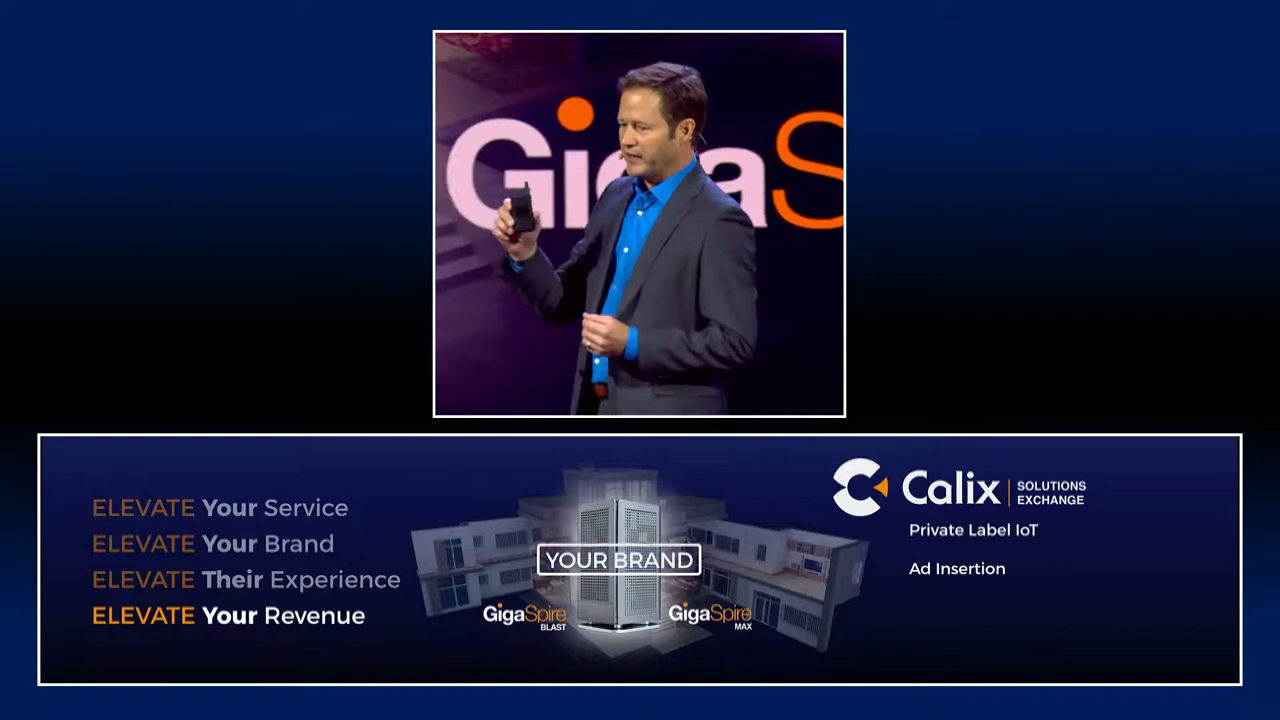 GigaS
ELEVATE Your Service
ELEVATE Your Brand
ELEVATE Their Experience
ELEVATE Your Revenue
YOUR BRAND
GigaSpire
BLAST
GigaSpire
MAX
Calix SOLUTIONS
EXCHANGE
Private Label IoT
Ad Insertion